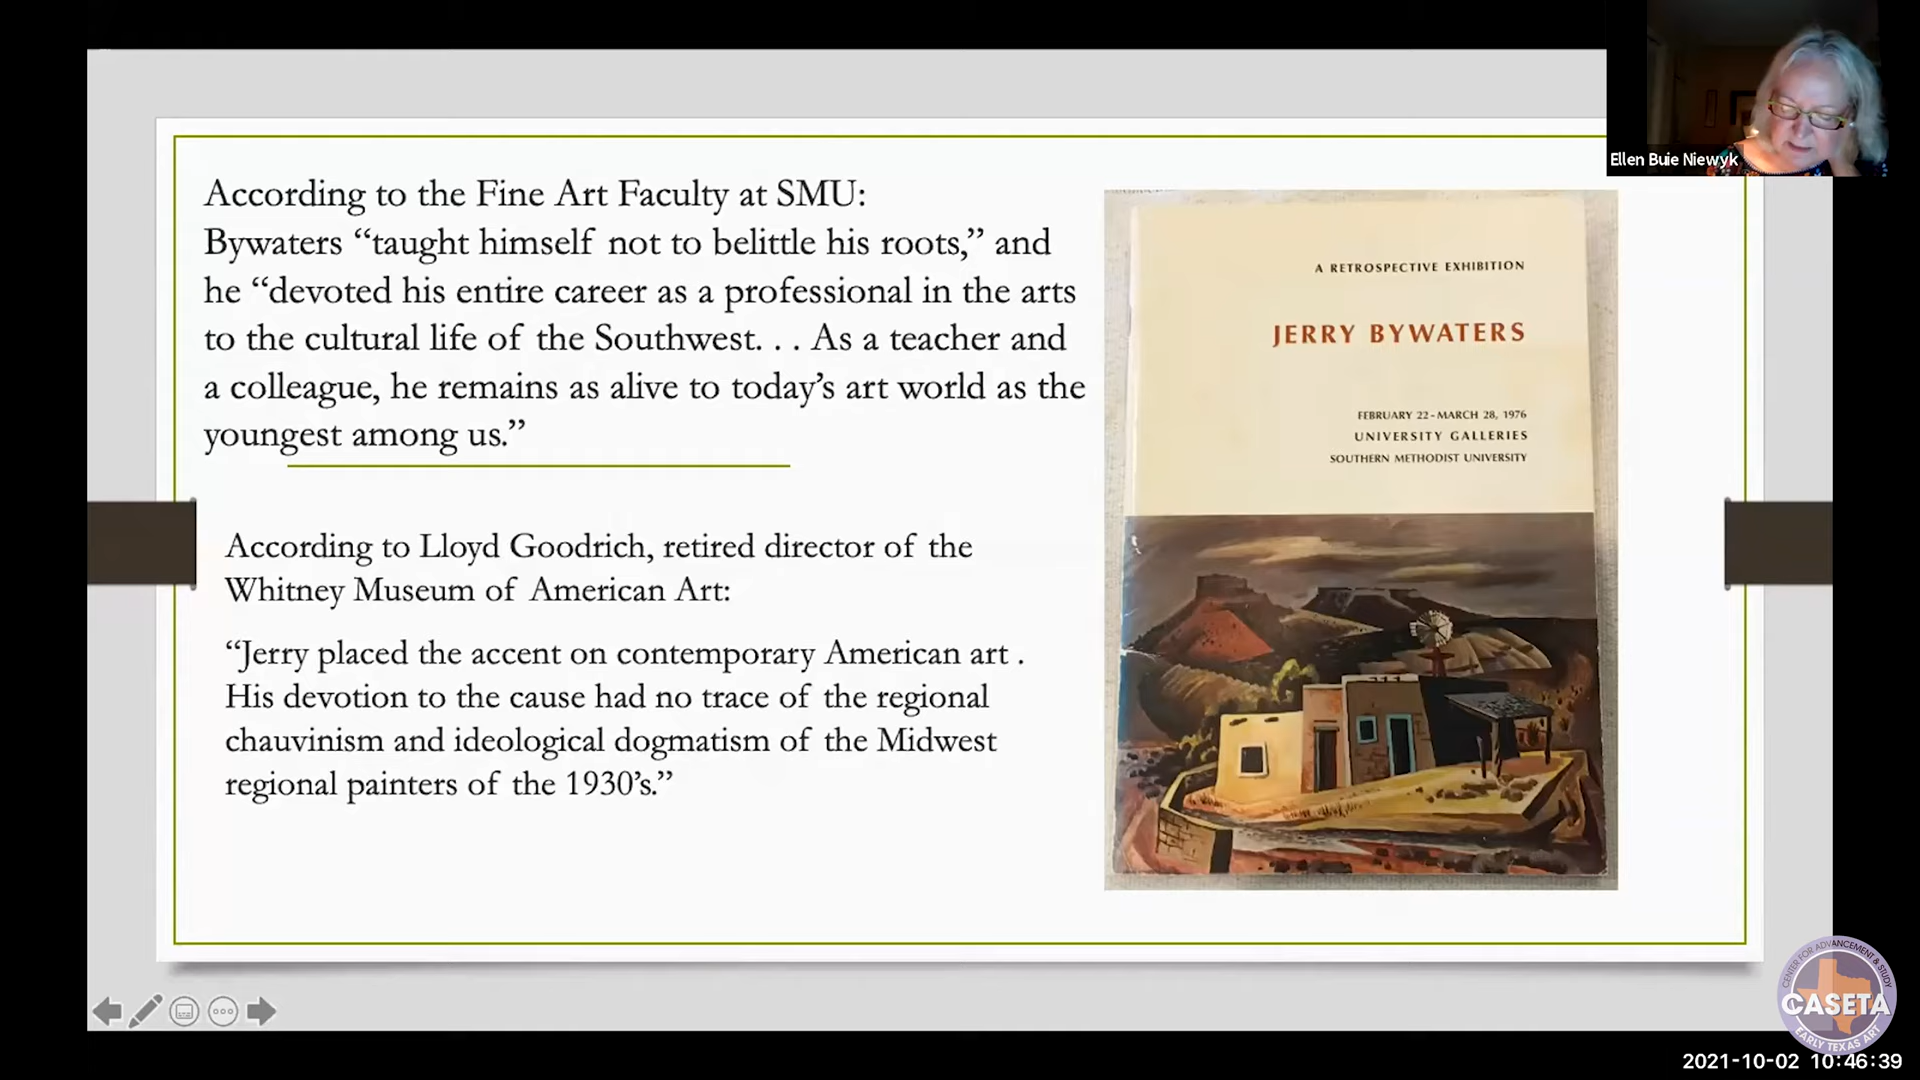 Ellen Buie Niewyk
According to the Fine Art Faculty at SMU:
Bywaters “taught himself not to belittle his roots,” and
he “devoted his entire career as a professional in the arts
to the cultural life of the Southwest. . . As a teacher and
a colleague, he remains as alive to today’s art world as the
youngest among us.”
According to Lloyd Goodrich, retired director of the
Whitney Museum of American Art:
“Jerry placed the accent on contemporary American art .
His devotion to the cause had no trace of the regional
chauvinism and ideological dogmatism of the Midwest
regional painters of the 1930’s.”
A RETROSPECTIVE EXHIBITION
JERRY BYWATERS
FEBRUARY 22-MARCH 28, 1976
UNIVERSITY GALLERIES
SOUTHERN METHODIST UNIVERSITY
CENTER FOR ADVANCEMENT & STUDY
CASETA
EARLY TEXAS ART
2021-10-02 10:46:39